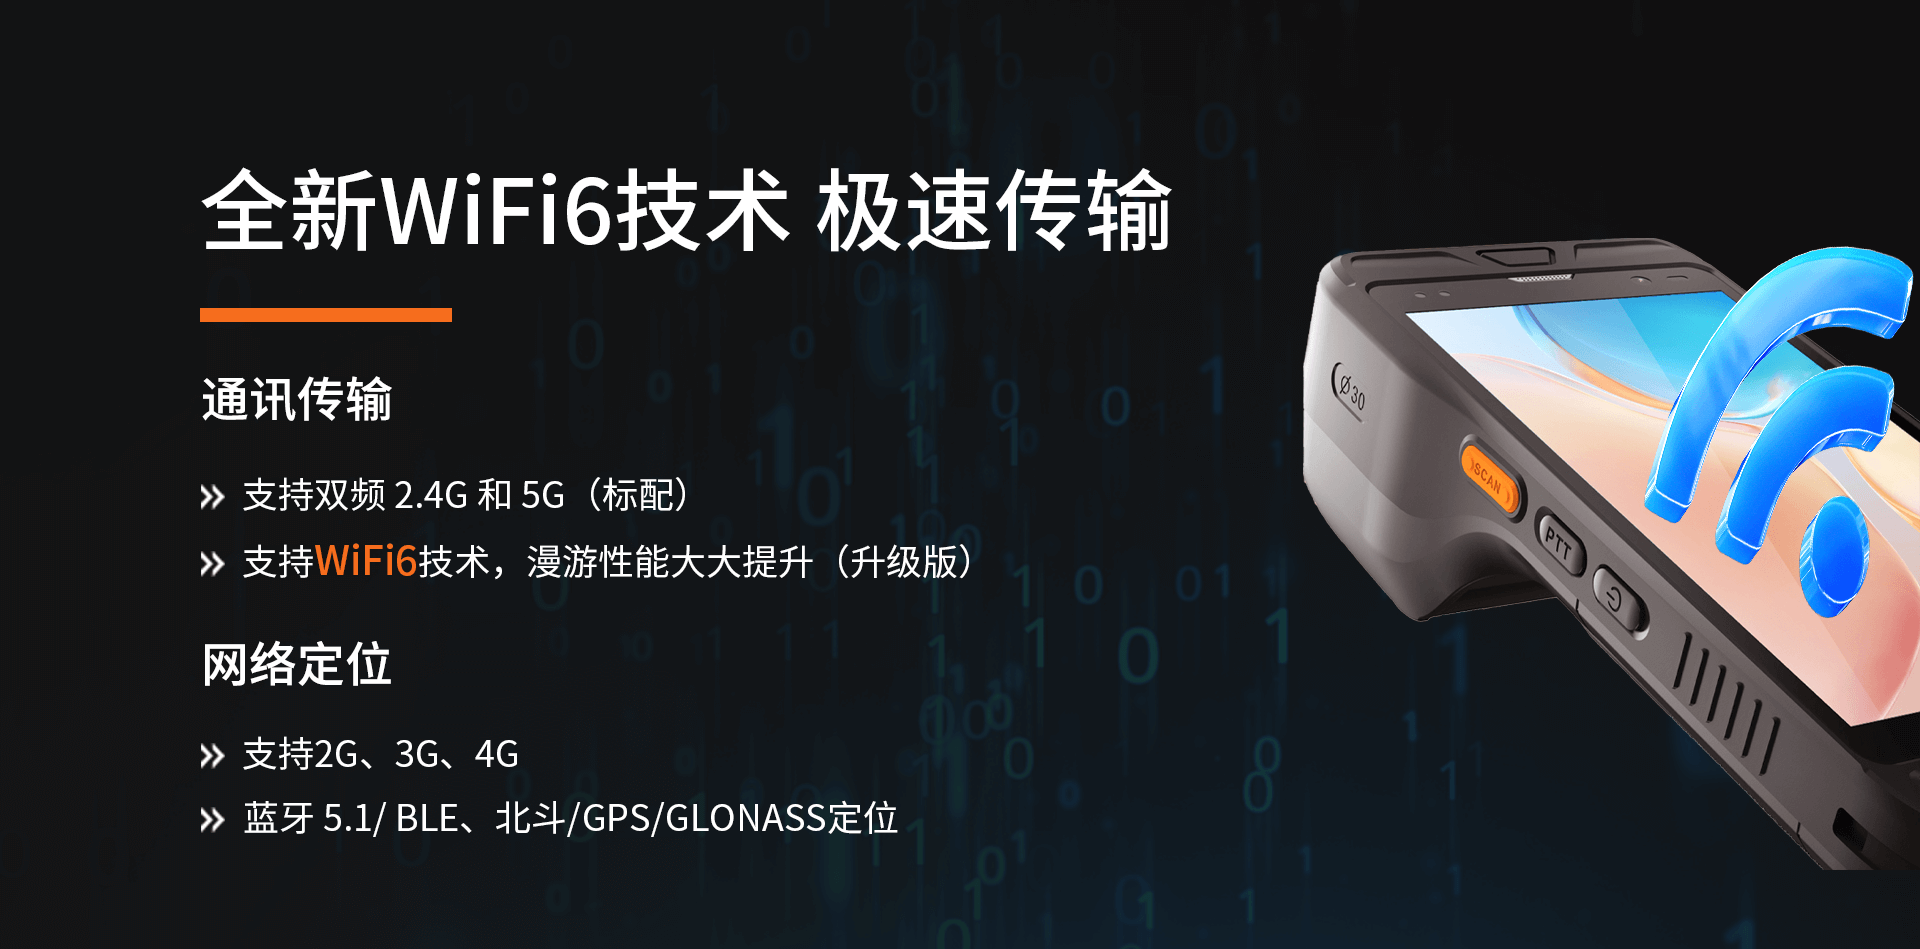 全新WiFi6技术 极速传输
通讯传输
支持双频 2.4G 和 5G（标配）
支持WiFi6技术，漫游性能大大提升（升级版）
网络定位
支持2G、3G、4G
蓝牙 5.1/ BLE、北斗/GPS/GLONASS定位
Ø30
SCAN
PTT